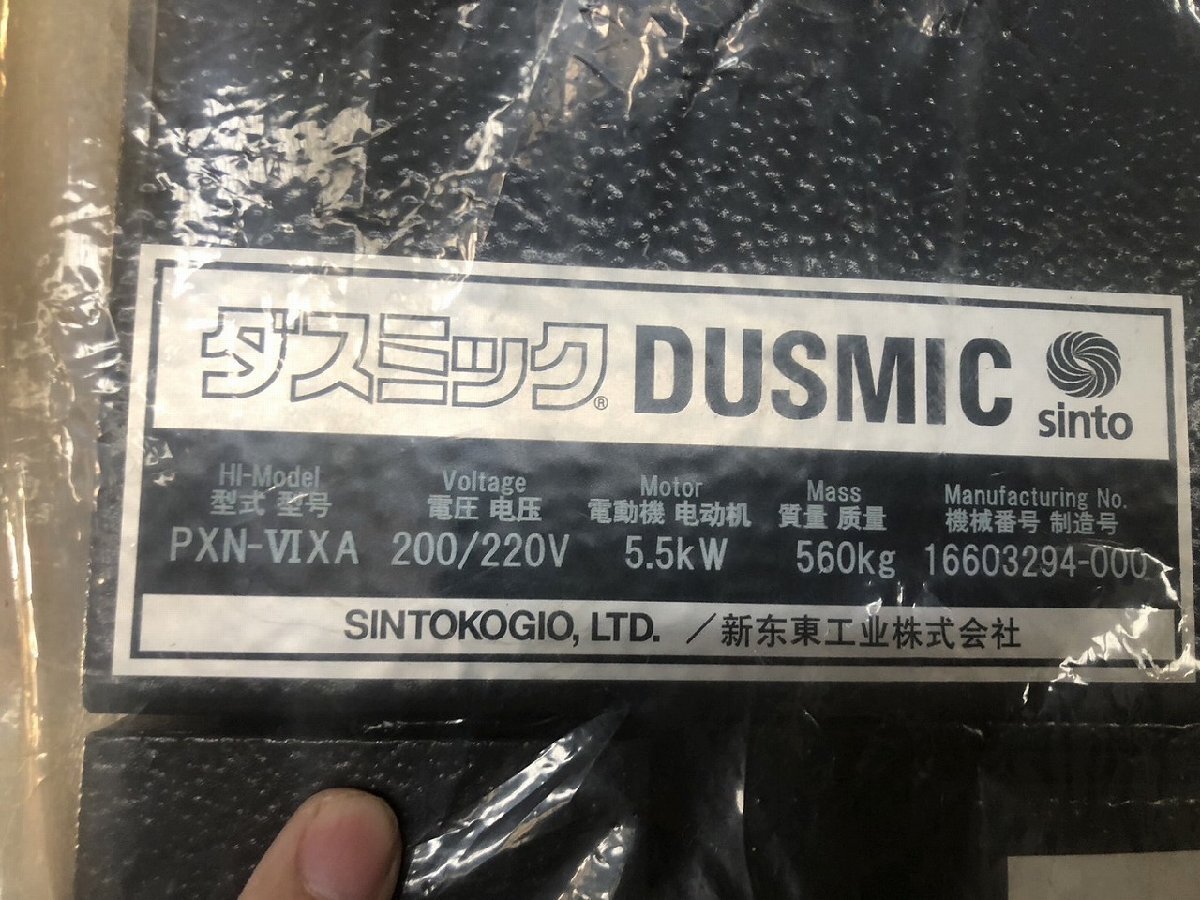 ダスミック® DUSMIC sinto
HI-Model Voltage Motor Mass Manufacturing No.
型式 型号 電圧 电压 電動機 电动机 質量 质量 機械番号 制造号
PXN-ⅥXA 200/220V 5.5kW 560kg 16603294-000
SINTOKOGIO, LTD. /新东東工业株式会社